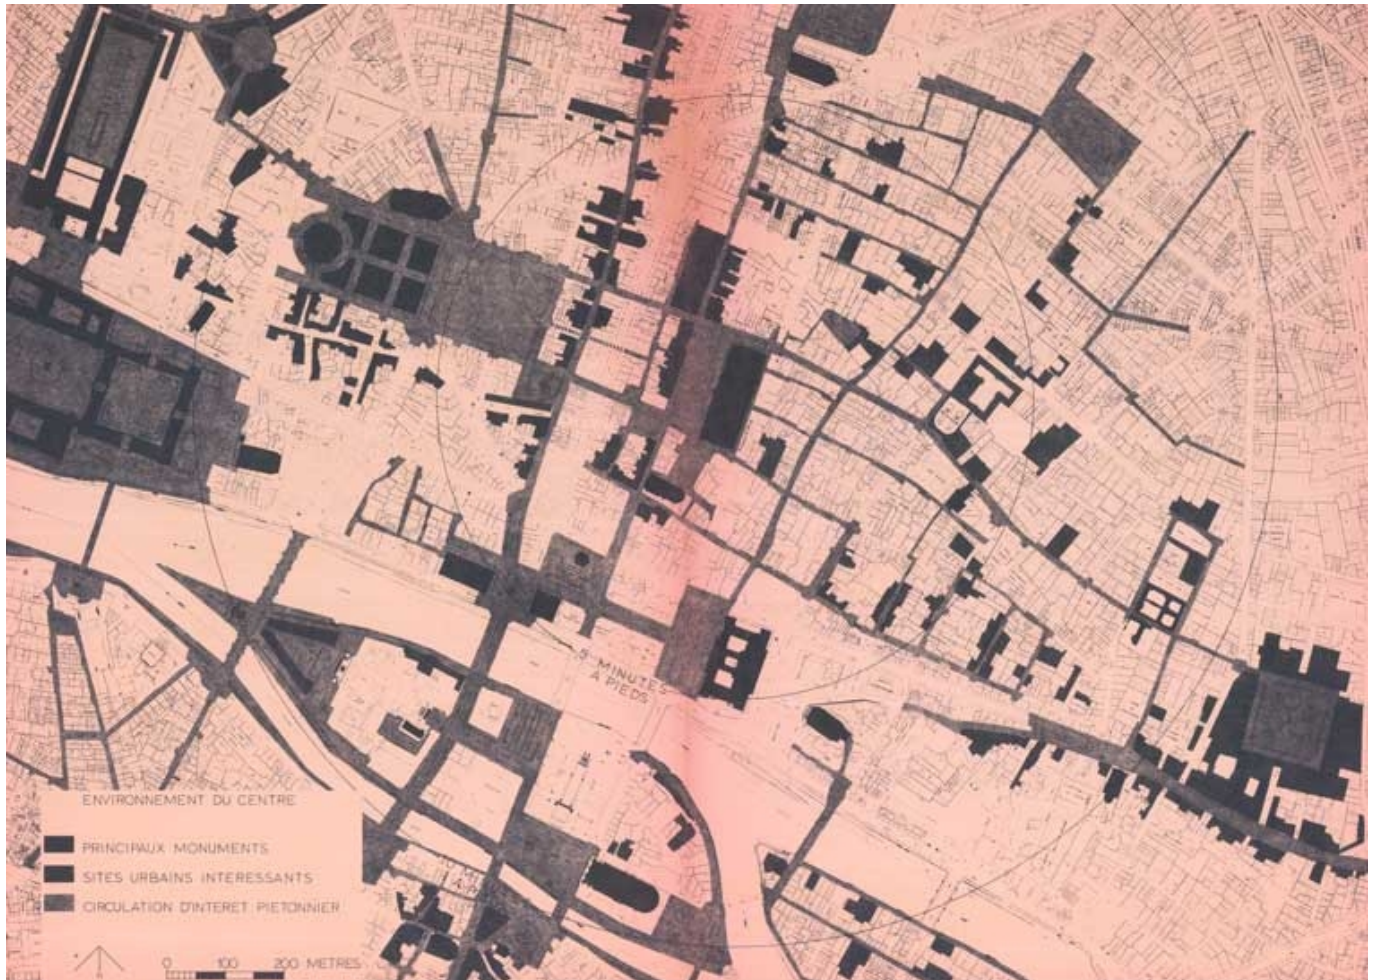 5 MINUTES
A PIEDS
ENVIRONNEMENT DU CENTRE
PRINCIPAUX MONUMENTS
SITES URBAINS INTERESSANTS
CIRCULATION D'INTERET PIETONNIER
0 100 200 METRES